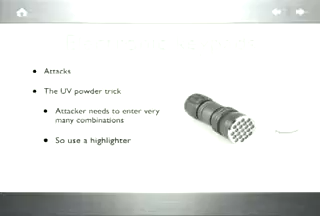 Attacks
The UV powder trick
Attacker needs to enter very
many combinations
So use a highlighter